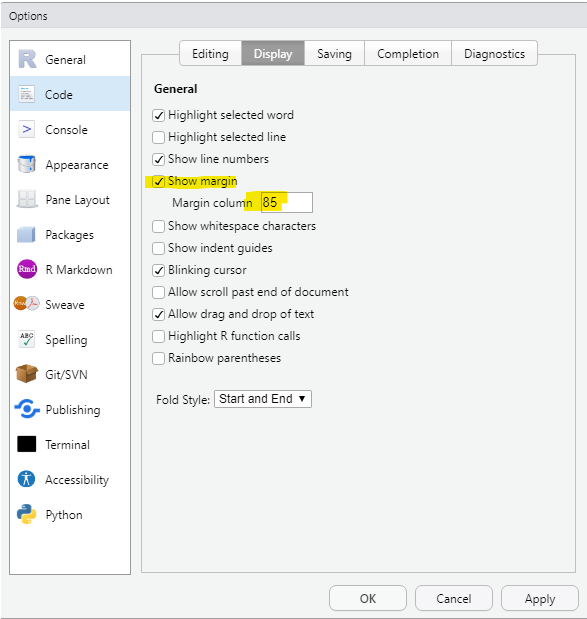 Options
General
Code
Console
Appearance
Pane Layout
Packages
R Markdown
Sweave
Spelling
Git/SVN
Publishing
Terminal
Accessibility
Python
Editing Display Saving Completion Diagnostics
General
Highlight selected word
Highlight selected line
Show line numbers
Show margin
Margin column 85
Show whitespace characters
Show indent guides
Blinking cursor
Allow scroll past end of document
Allow drag and drop of text
Highlight R function calls
Rainbow parentheses
Fold Style: Start and End
OK Cancel Apply